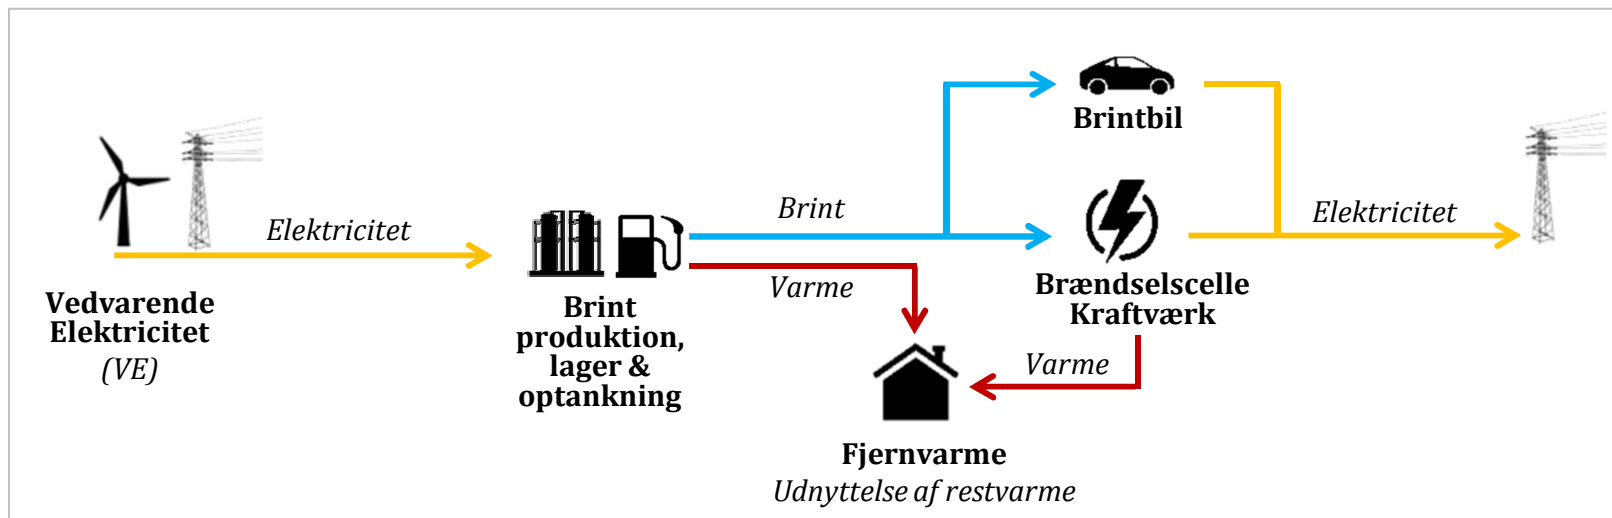 Elektricitet
Vedvarende
Elektricitet
(VE)
Brint
produktion,
lager &
optankning
Brint
Varme
Brintbil
Brændselscelle
Kraftværk
Varme
Fjernvarme
Udnyttelse af restvarme
Elektricitet